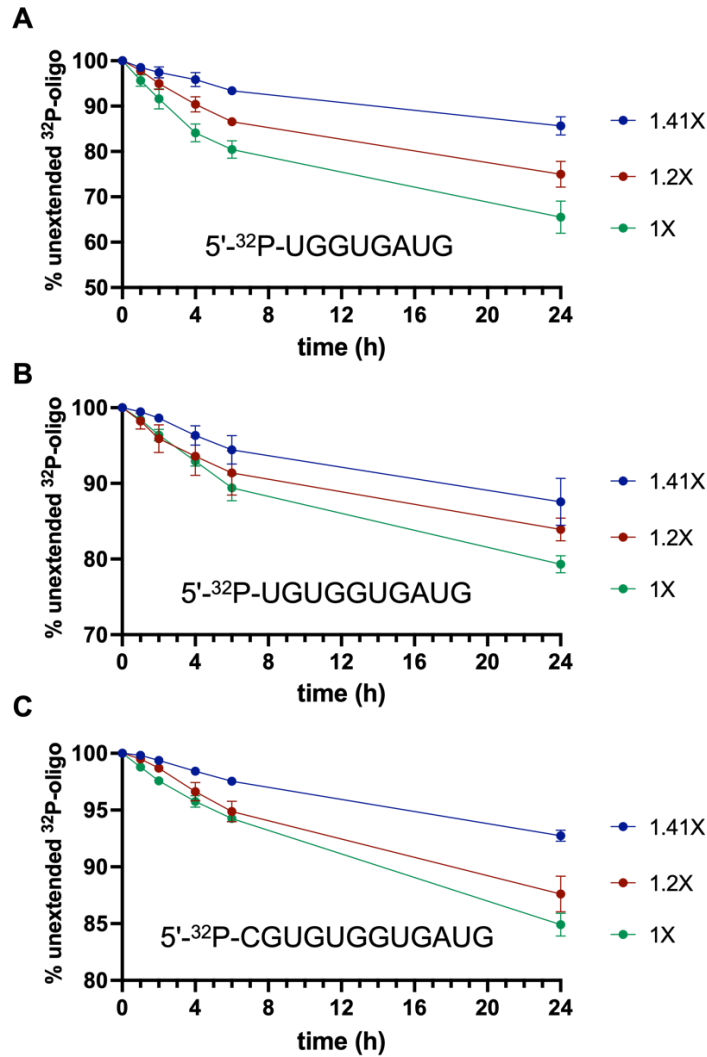 A
% unextended ³²P-oligo
100
90
80
70
60
50
5'-³²P-UGGUGAUG
0 4 8 12 16 20 24
time (h)
1.41X
1.2X
1X
B
% unextended ³²P-oligo
100
90
80
70
5'-³²P-UGUGGUGAUG
0 4 8 12 16 20 24
time (h)
1.41X
1.2X
1X
C
% unextended ³²P-oligo
100
95
90
85
80
5'-³²P-CGUGUGGUGAUG
0 4 8 12 16 20 24
time (h)
1.41X
1.2X
1X